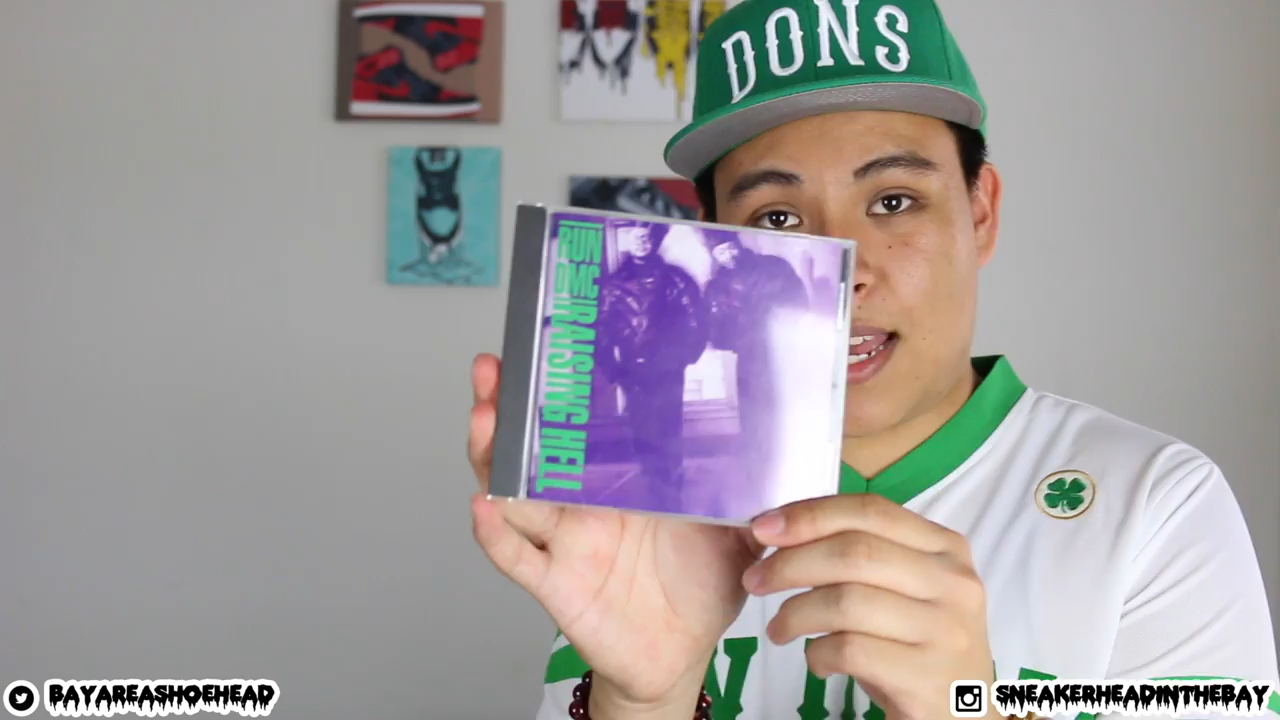 DONS
RUN
DMC
RAISING HELL
BAYAREASHOEHEAD
SNEAKERHEADINTHEBAY